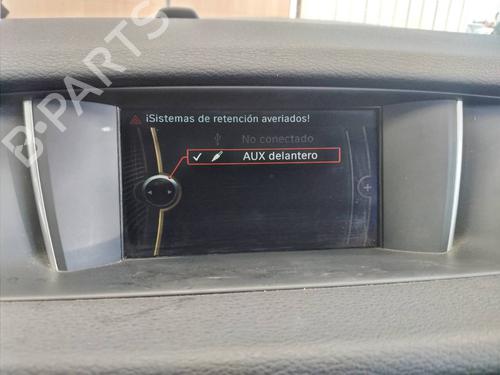 ¡Sistemas de retención averiados!
No conectado
AUX delantero
B-PARTS